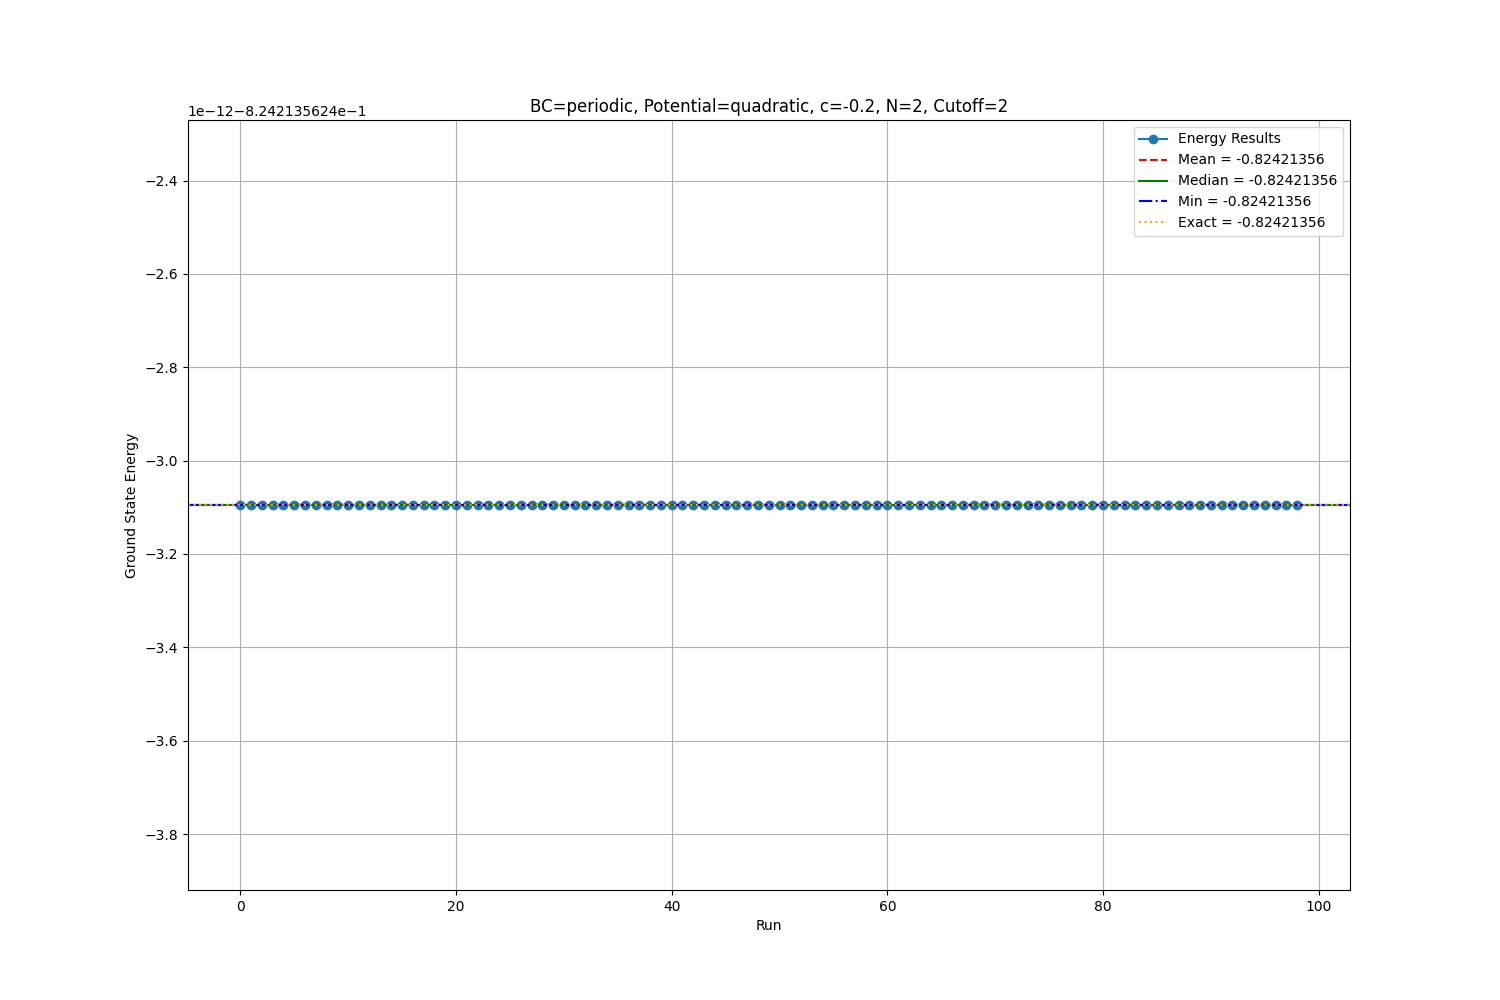 BC=periodic, Potential=quadratic, c=-0.2, N=2, Cutoff=2
1e−12−8.242135624e−1
Energy Results
Mean = -0.82421356
Median = -0.82421356
Min = -0.82421356
Exact = -0.82421356
−2.4
−2.6
−2.8
−3.0
−3.2
−3.4
−3.6
−3.8
Ground State Energy
0 20 40 60 80 100
Run